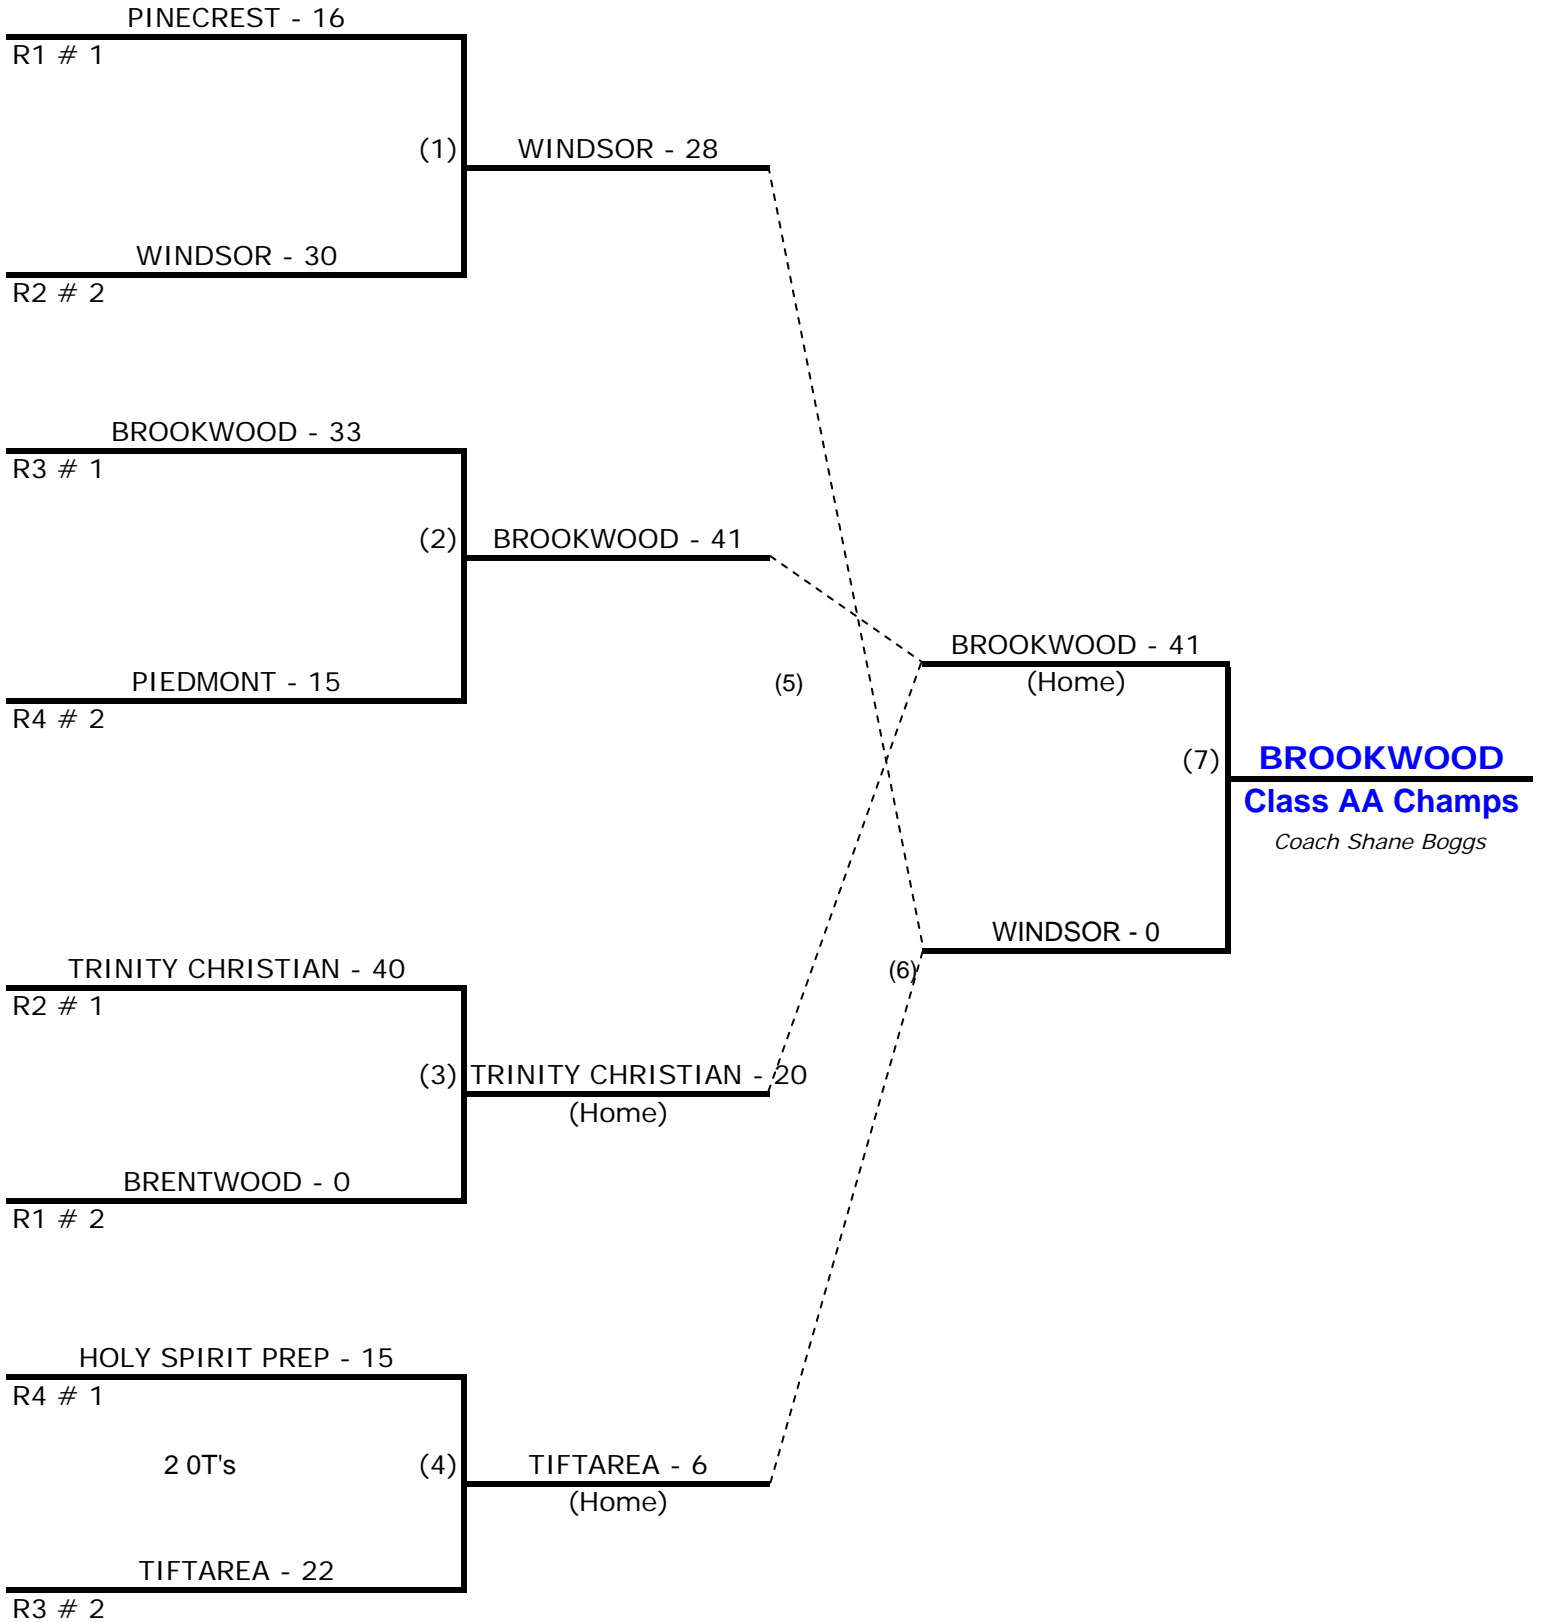 PINECREST - 16
R1 # 1
(1)
WINDSOR - 28
WINDSOR - 30
R2 # 2
BROOKWOOD - 33
R3 # 1
(2)
BROOKWOOD - 41
PIEDMONT - 15
R4 # 2
(5)
BROOKWOOD - 41
(Home)
(7)
BROOKWOOD
Class AA Champs
Coach Shane Boggs
WINDSOR - 0
(6)
TRINITY CHRISTIAN - 40
R2 # 1
(3)
TRINITY CHRISTIAN - 20
(Home)
BRENTWOOD - 0
R1 # 2
HOLY SPIRIT PREP - 15
R4 # 1
2 0T's
(4)
TIFTAREA - 6
(Home)
TIFTAREA - 22
R3 # 2